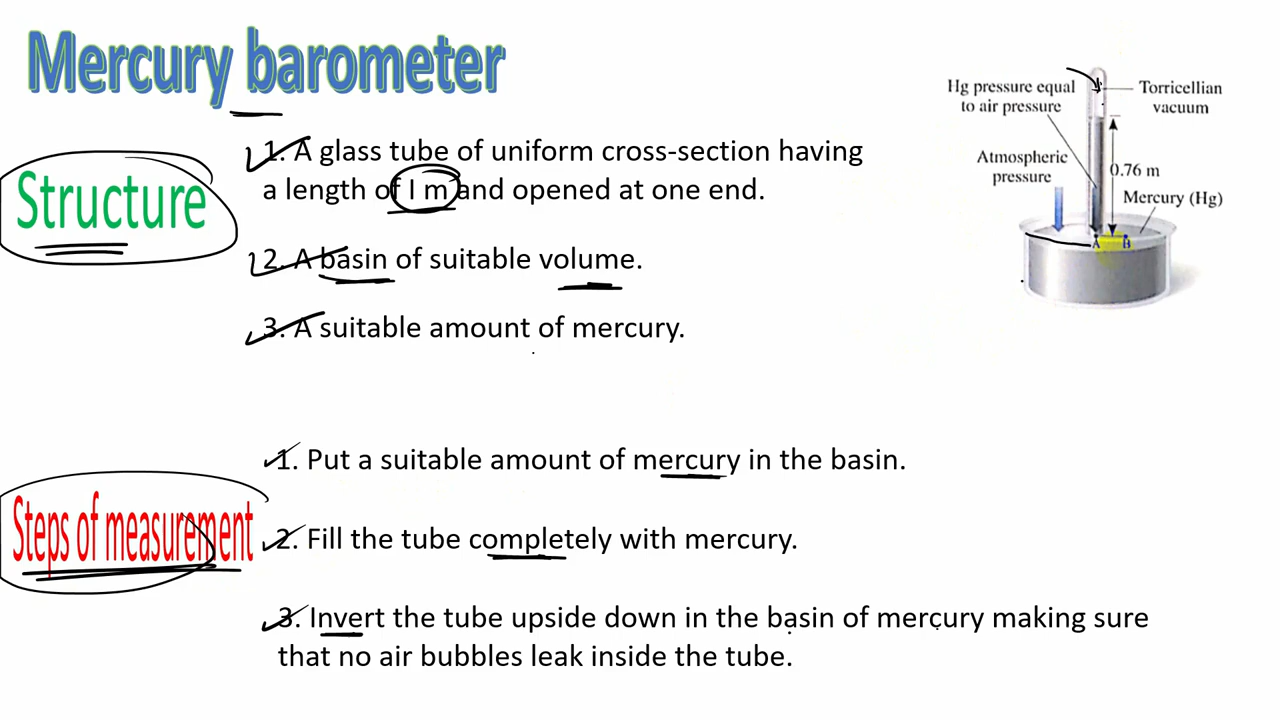 Mercury barometer
Structure
1. A glass tube of uniform cross-section having
a length of 1 m and opened at one end.
2. A basin of suitable volume.
3. A suitable amount of mercury.
Hg pressure equal
to air pressure
Torricellian
vacuum
Atmospheric
pressure
0.76 m
Mercury (Hg)
A
B
Steps of measurement
1. Put a suitable amount of mercury in the basin.
2. Fill the tube completely with mercury.
3. Invert the tube upside down in the basin of mercury making sure
that no air bubbles leak inside the tube.